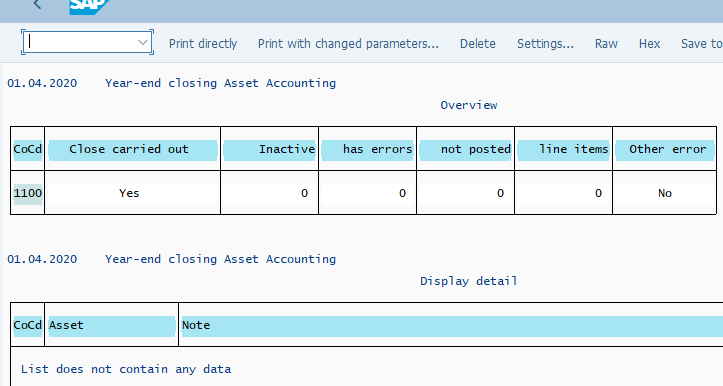 SAP
Print directly Print with changed parameters... Delete Settings... Raw Hex Save to
01.04.2020 Year-end closing Asset Accounting
Overview
CoCd Close carried out Inactive has errors not posted line items Other error
1100 Yes 0 0 0 0 No
01.04.2020 Year-end closing Asset Accounting
Display detail
CoCd Asset Note
List does not contain any data